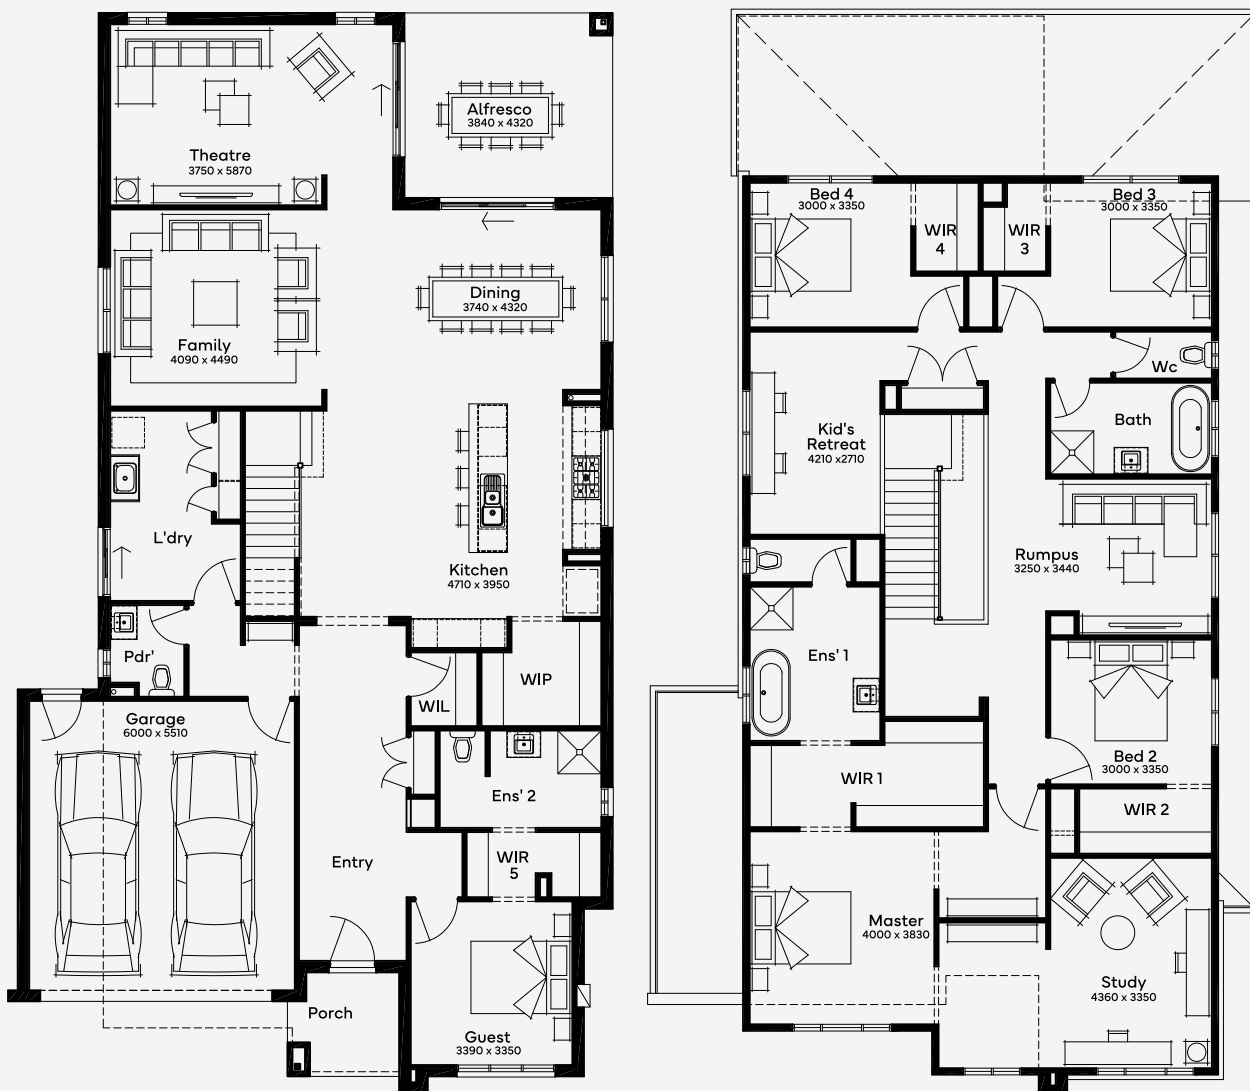 Theatre
3750 x 5870
Alfresco
3840 x 4320
Dining
3740 x 4320
Family
4090 x 4490
L'dry
Kitchen
4710 x 3950
Pdr'
WIL
WIP
Garage
6000 x 5510
Ens' 2
Entry
WIR
5
Porch
Guest
3390 x 3350
Bed 4
3000 x 3350
WIR
4
WIR
3
Bed 3
3000 x 3350
Wc
Bath
Kid's
Retreat
4210 x2710
Rumpus
3250 x 3440
Ens' 1
WIR 1
Bed 2
3000 x 3350
WIR 2
Master
4000 x 3830
Study
4360 x 3350